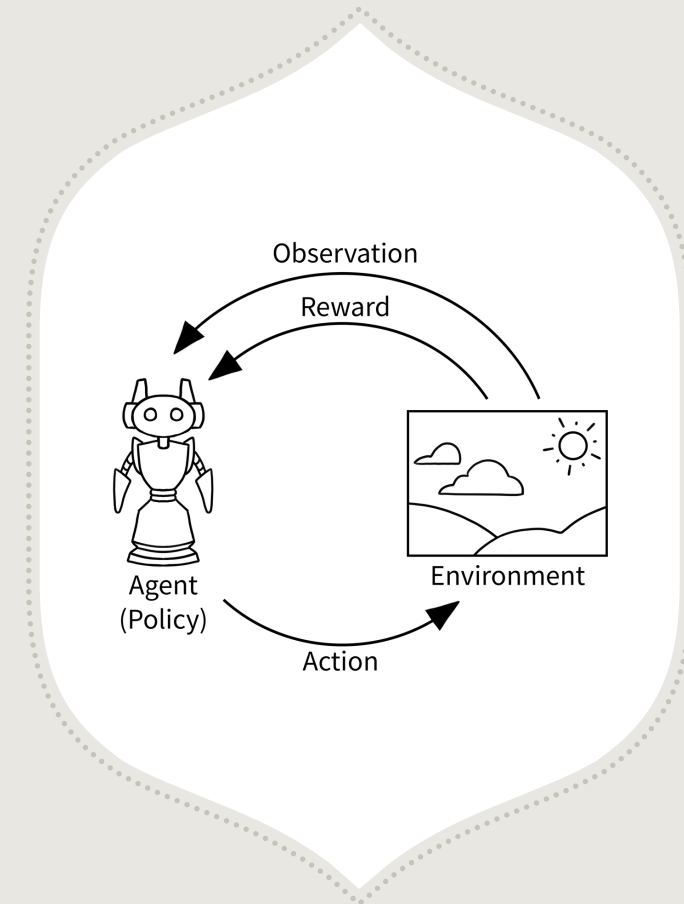 Observation
Reward
Environment
Agent
(Policy)
Action